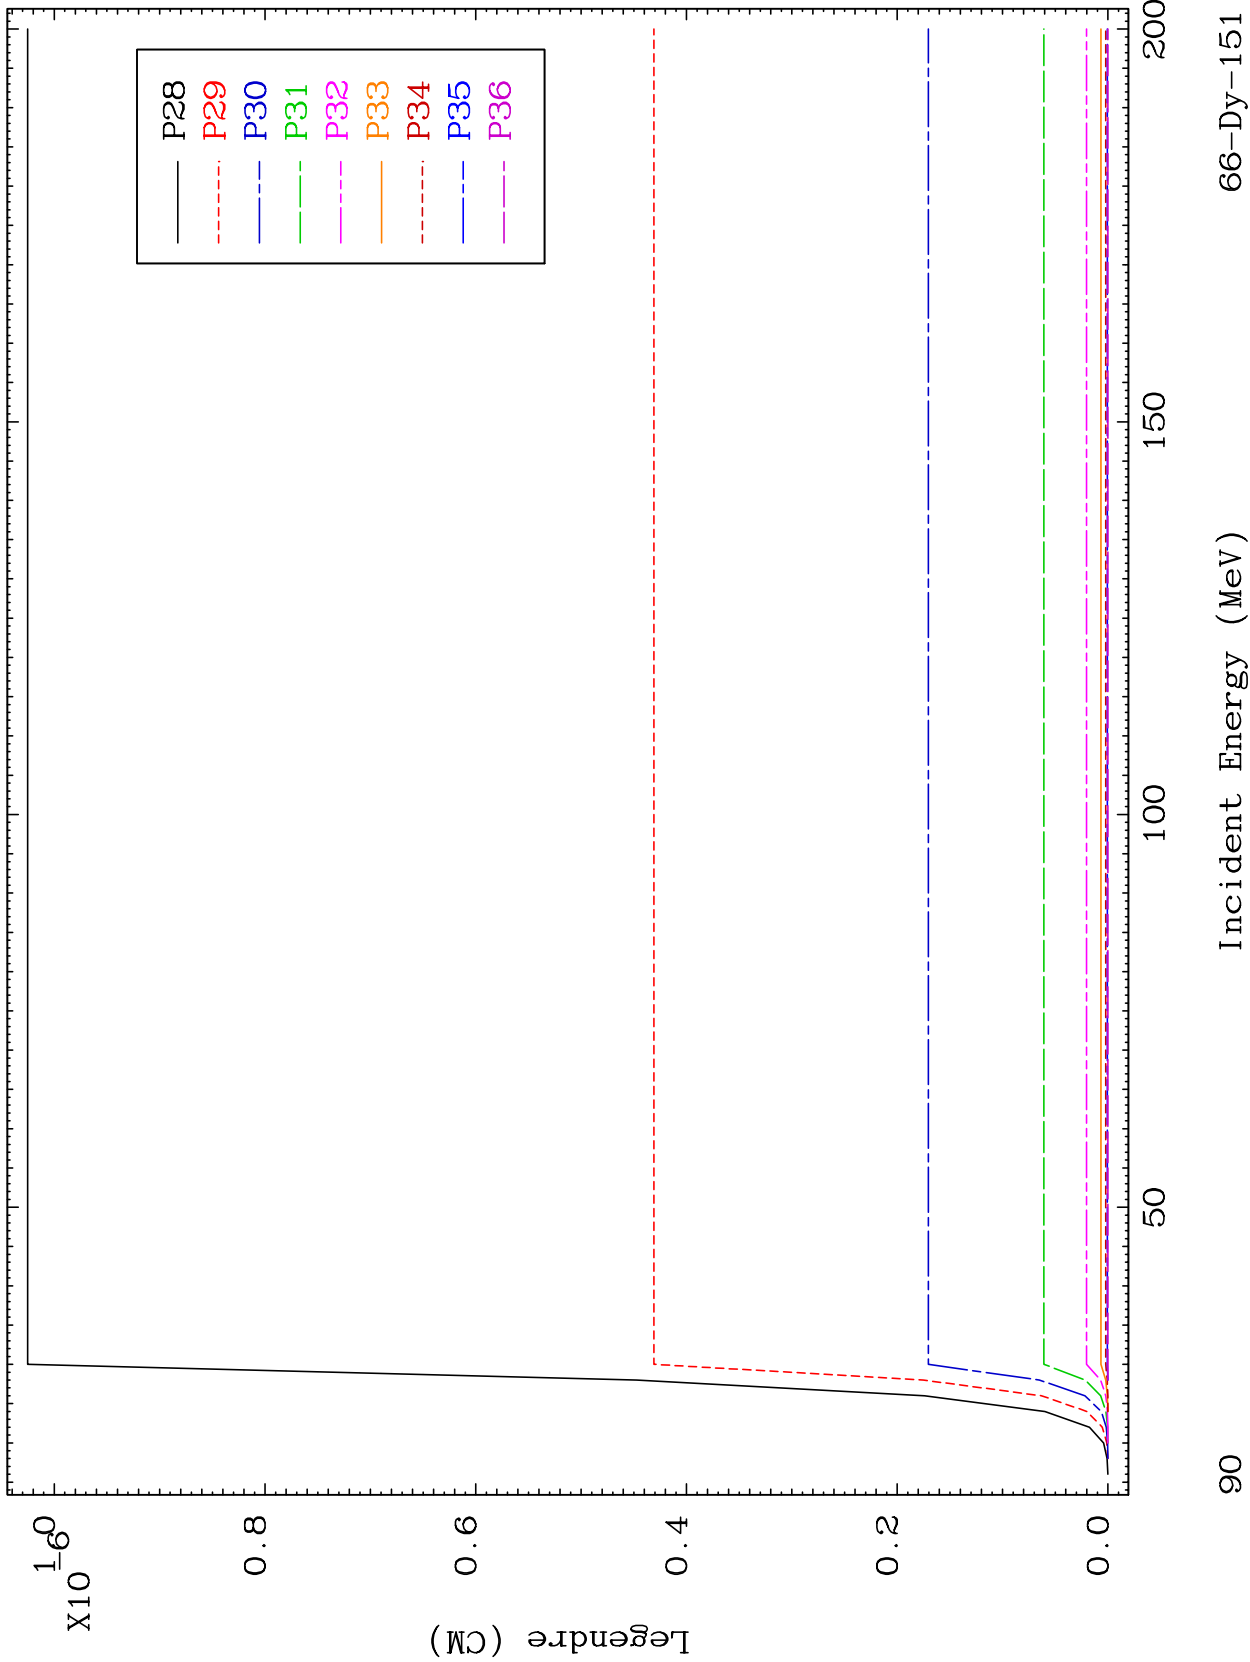 X10
-6
1.0
0.8
0.6
0.4
0.2
0.0
Legendre (CM)
P28
P29
P30
P31
P32
P33
P34
P35
P36
50
100
150
200
90
Incident Energy (MeV)
66-Dy-151